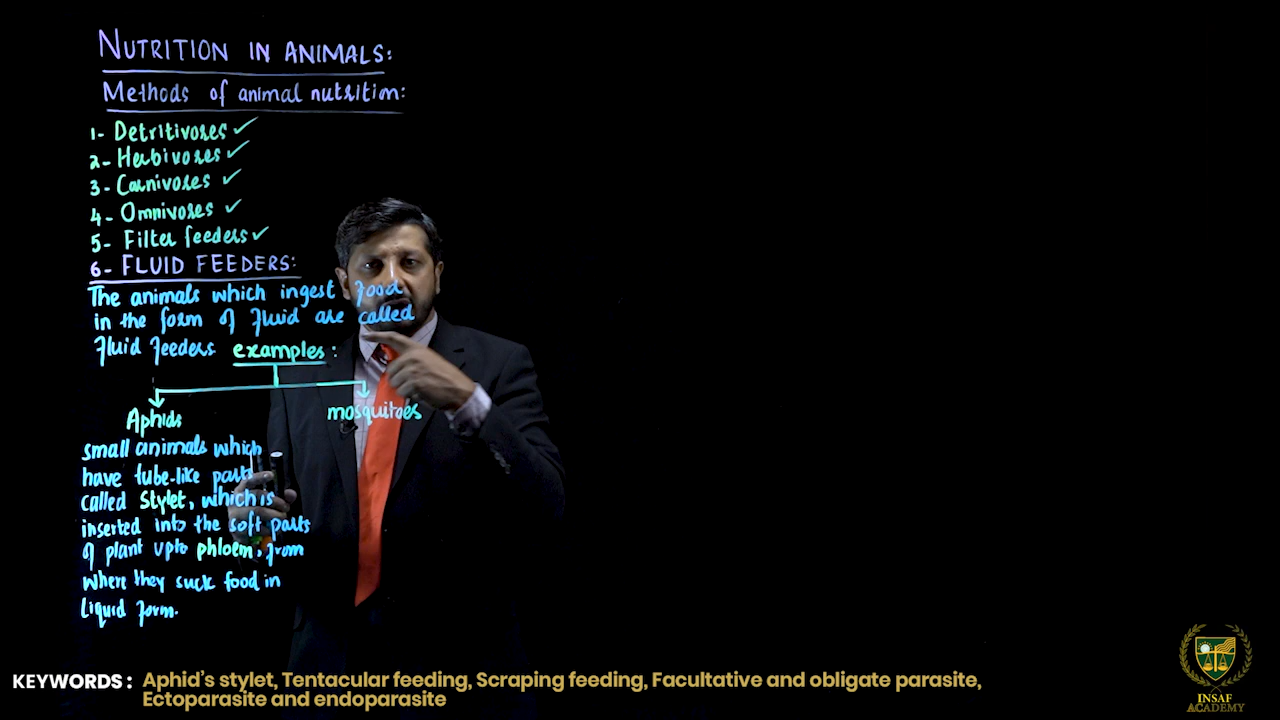 NUTRITION IN ANIMALS:
Methods of animal nutrition:
1- Detritivores ✓
2- Herbivores ✓
3- Carnivores ✓
4- Omnivores ✓
5- Filter feeders ✓
6- FLUID FEEDERS:
The animals which ingest food
in the form of fluid are called
fluid feeders. examples:
Aphids
mosquitoes
small animals which
have tube-like parts
called Stylet, which is
inserted into the soft parts
of plant upto phloem, from
where they suck food in
liquid form.
KEYWORDS: Aphid's stylet, Tentacular feeding, Scraping feeding, Facultative and obligate parasite,
Ectoparasite and endoparasite
INSAF
ACADEMY